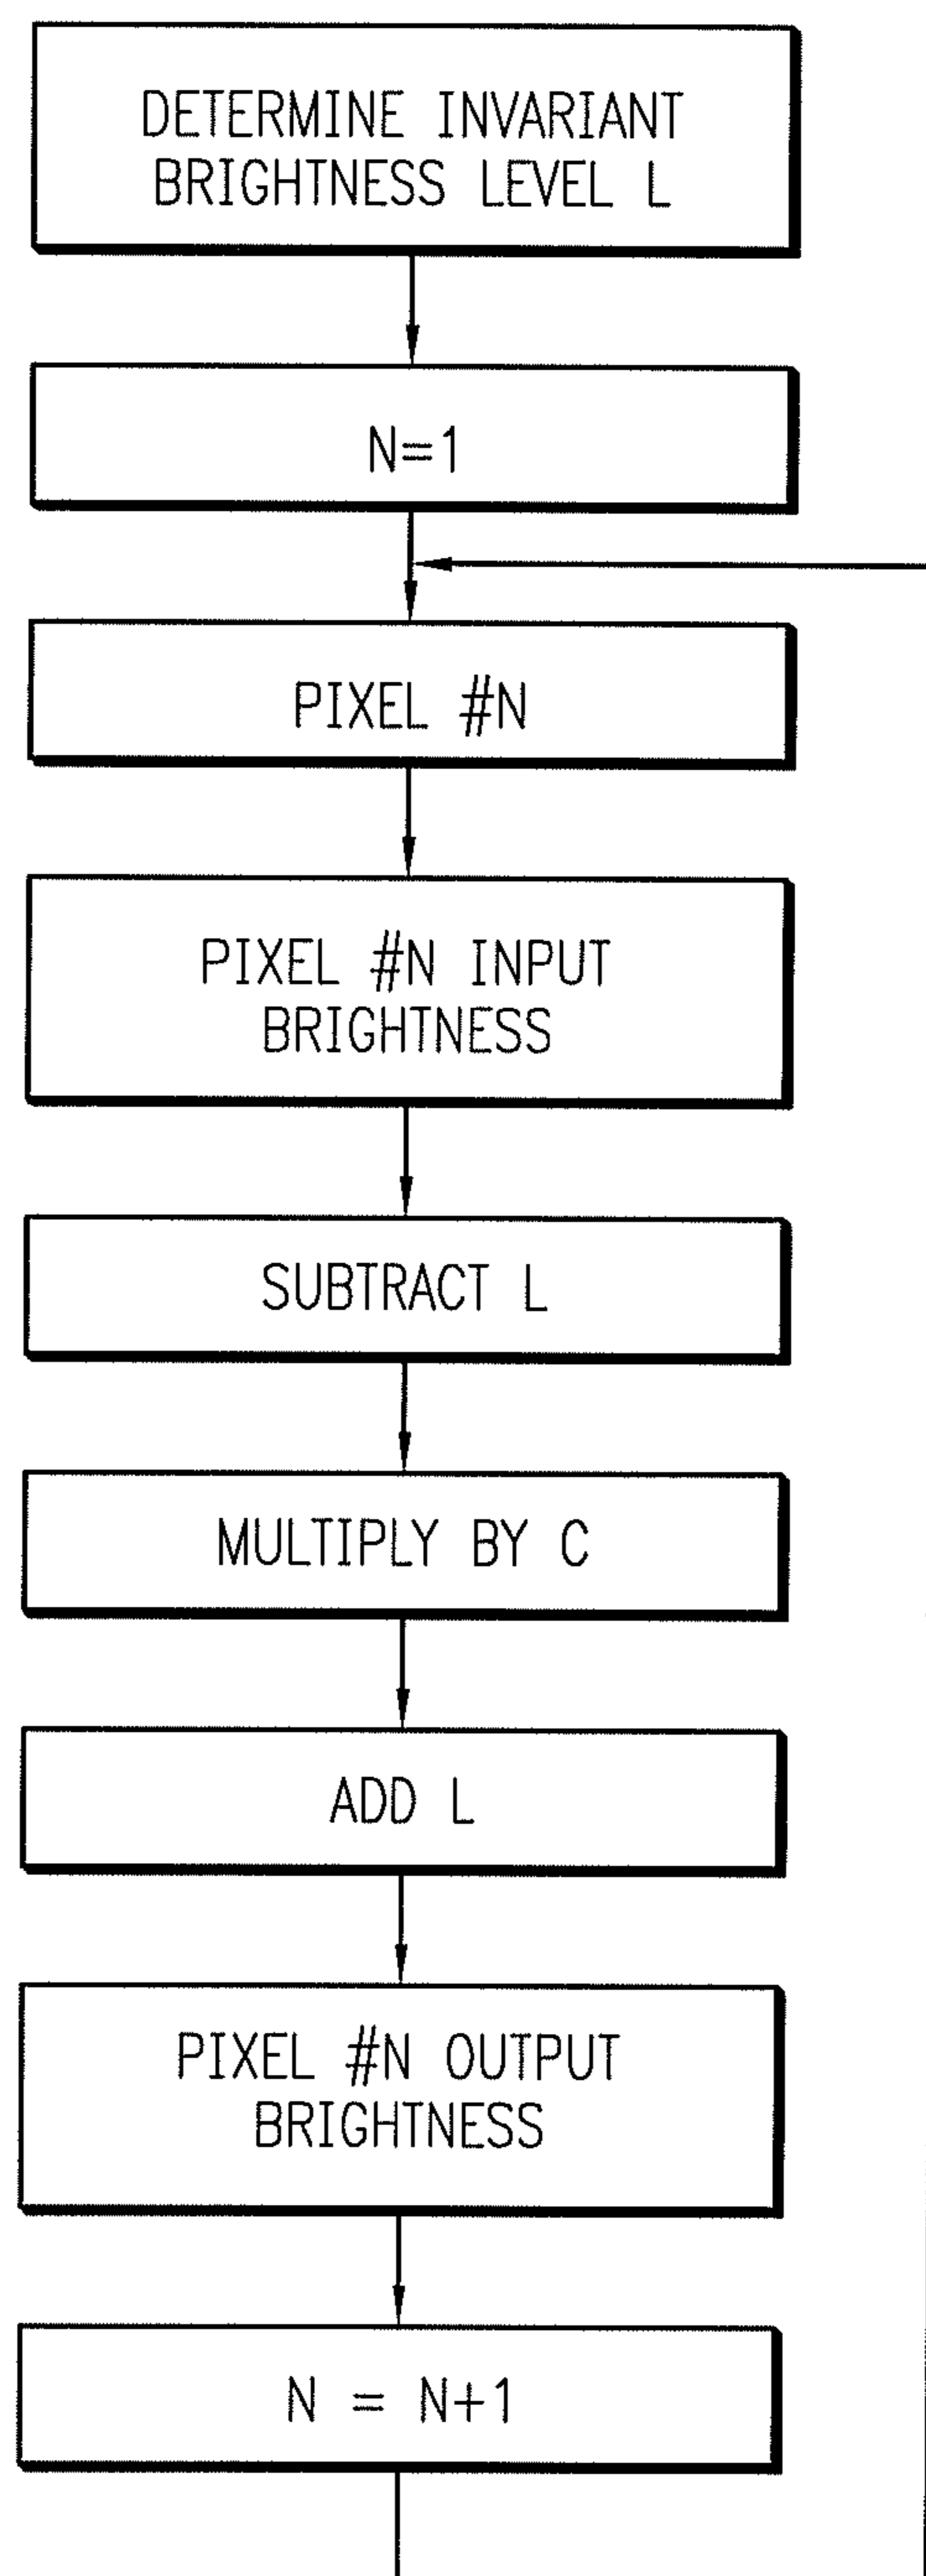 DETERMINE INVARIANT
BRIGHTNESS LEVEL L
N=1
PIXEL #N
PIXEL #N INPUT
BRIGHTNESS
SUBTRACT L
MULTIPLY BY C
ADD L
PIXEL #N OUTPUT
BRIGHTNESS
N = N+1